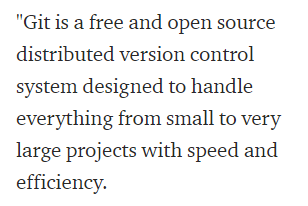 "Git is a free and open source
distributed version control
system designed to handle
everything from small to very
large projects with speed and
efficiency.